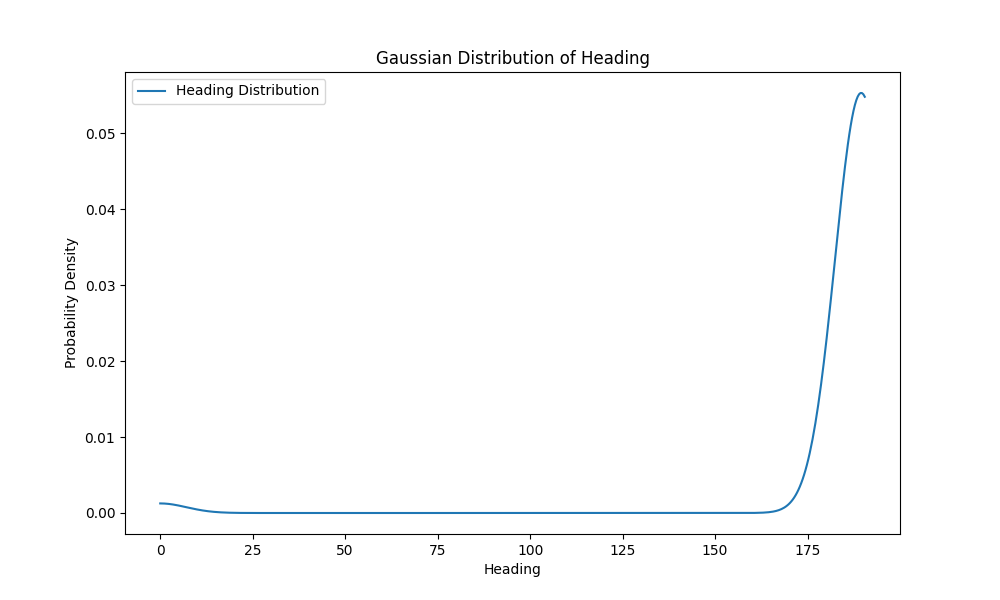 Gaussian Distribution of Heading
Heading Distribution
Probability Density
0.05
0.04
0.03
0.02
0.01
0.00
0 25 50 75 100 125 150 175
Heading